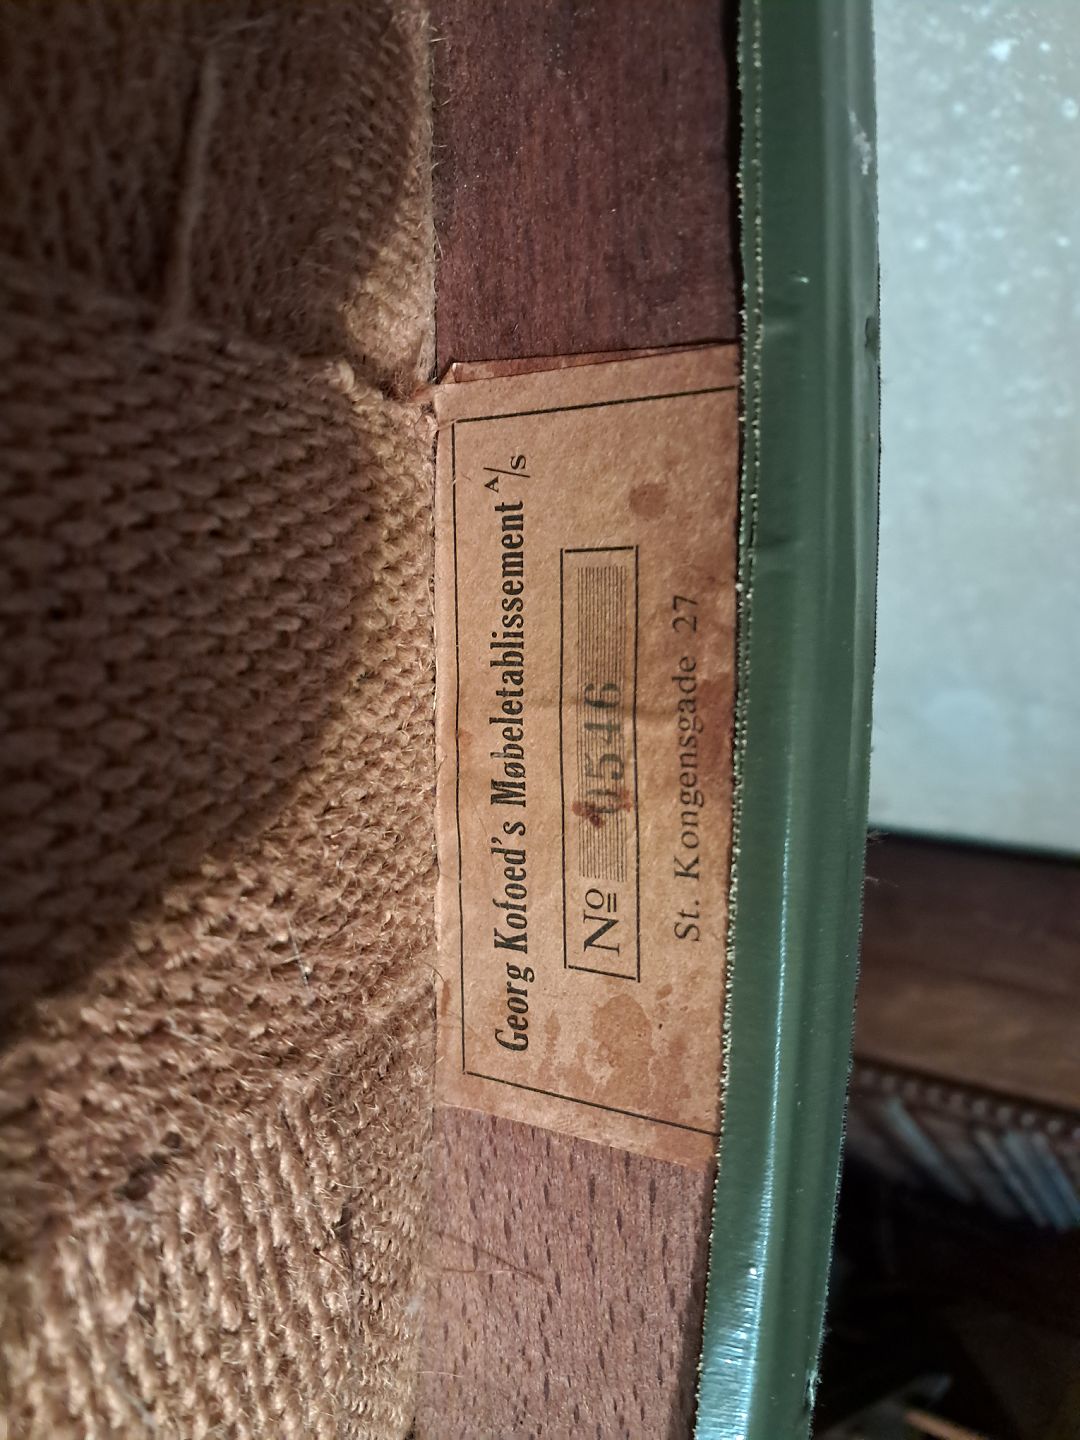 Georg Kofoed's Møbeletablissement A/S
Nº 0546
St. Kongensgade 27